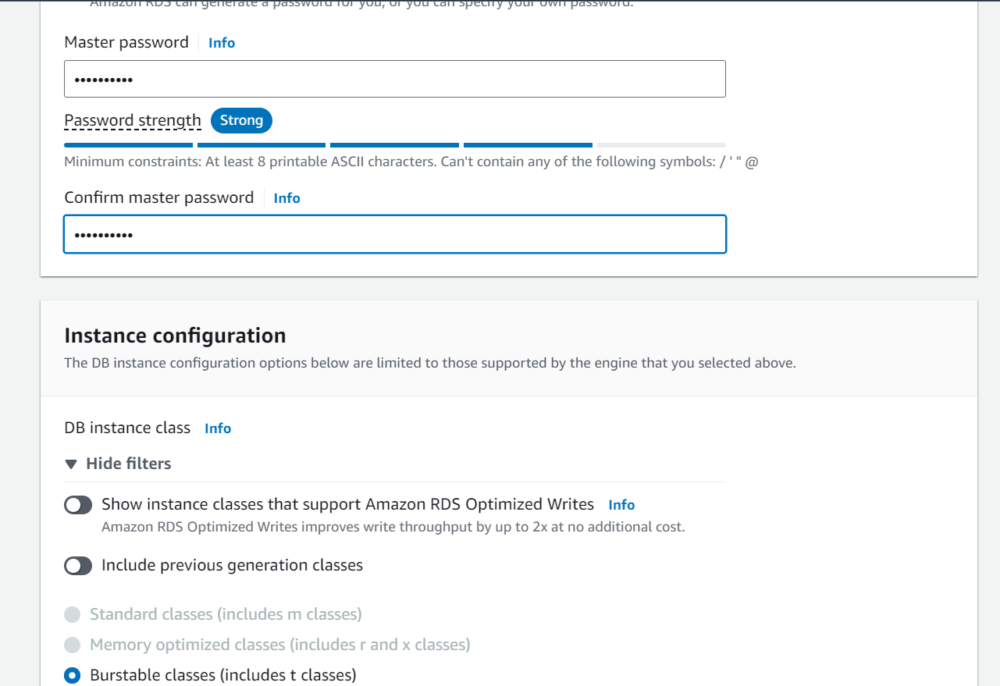 Amazon RDS can generate a password for you, or you can specify your own password.
Master password Info
••••••••••
Password strength Strong
Minimum constraints: At least 8 printable ASCII characters. Can't contain any of the following symbols: / ' " @
Confirm master password Info
••••••••••
Instance configuration
The DB instance configuration options below are limited to those supported by the engine that you selected above.
DB instance class Info
▼ Hide filters
Show instance classes that support Amazon RDS Optimized Writes Info
Amazon RDS Optimized Writes improves write throughput by up to 2x at no additional cost.
Include previous generation classes
Standard classes (includes m classes)
Memory optimized classes (includes r and x classes)
Burstable classes (includes t classes)